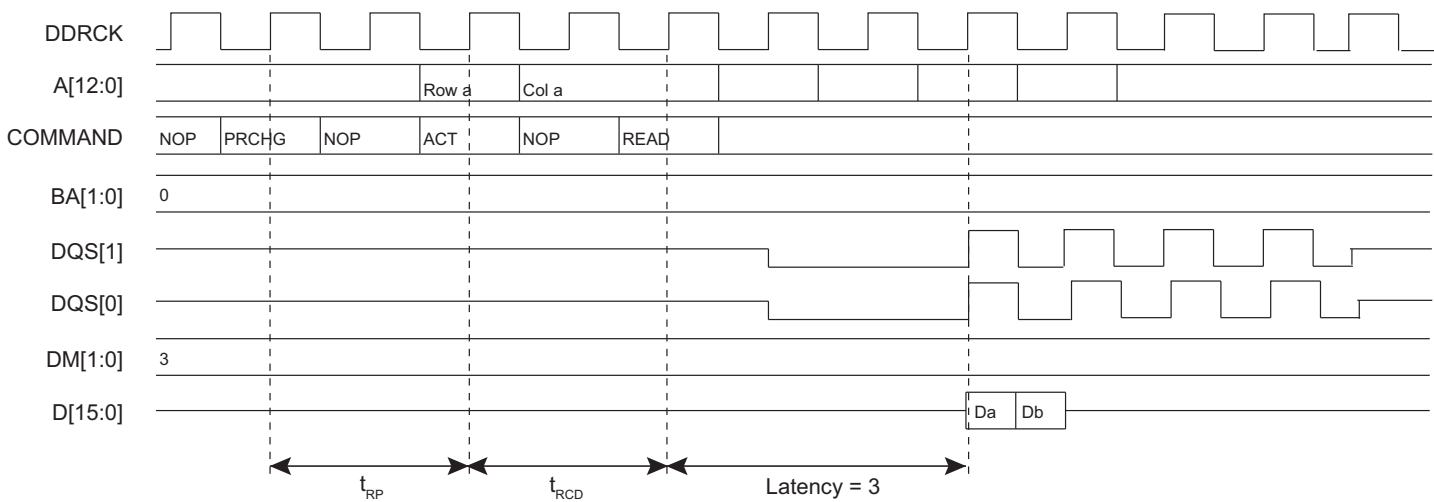 DDRCK
A[12:0] Row a Col a
COMMAND NOP PRCHG NOP ACT NOP READ
BA[1:0] 0
DQS[1]
DQS[0]
DM[1:0] 3
D[15:0] Da Db
tRP tRCD Latency = 3